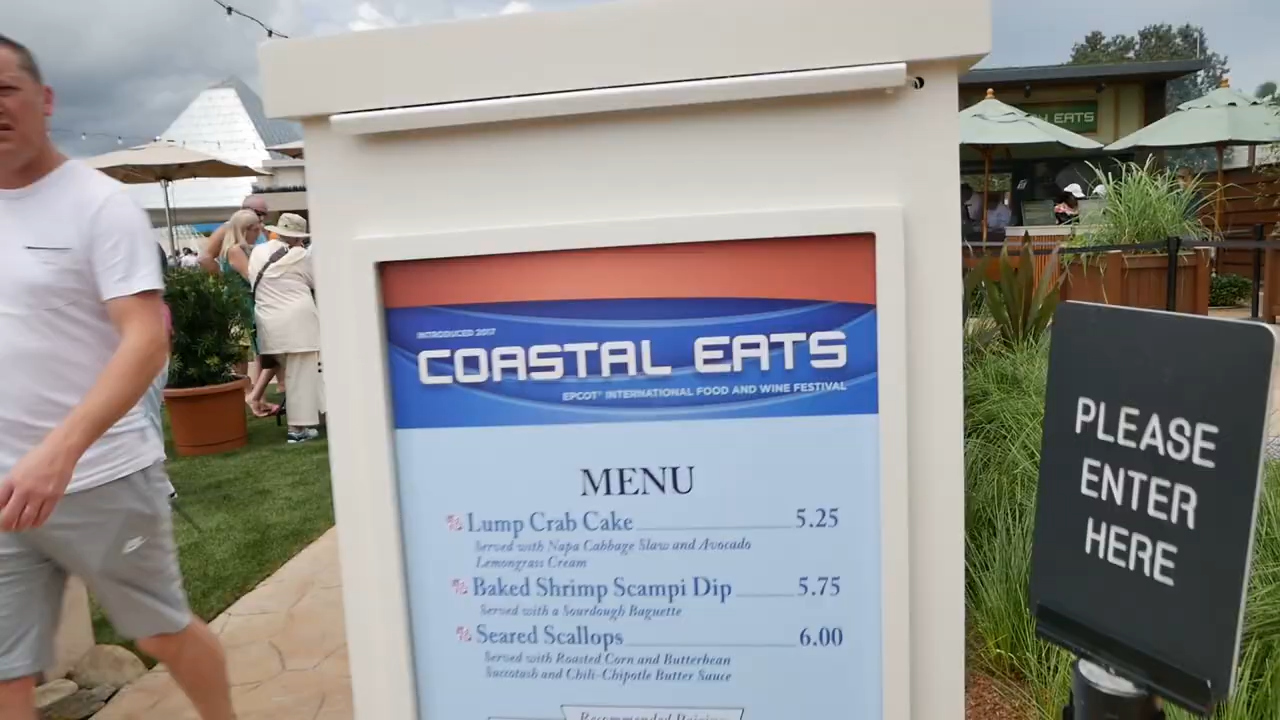 EATS
INTRODUCED 2017
COASTAL EATS
EPCOT® INTERNATIONAL FOOD AND WINE FESTIVAL
MENU
Lump Crab Cake 5.25
Served with Napa Cabbage Slaw and Avocado
Lemongrass Cream
Baked Shrimp Scampi Dip 5.75
Served with a Sourdough Baguette
Seared Scallops 6.00
Served with Roasted Corn and Butterbean
Succotash and Chili-Chipotle Butter Sauce
Recommended Pairing
PLEASE
ENTER
HERE